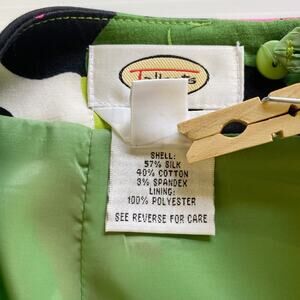 Talbots
SHELL:
57% SILK
40% COTTON
3% SPANDEX
LINING:
100% POLYESTER
SEE REVERSE FOR CARE